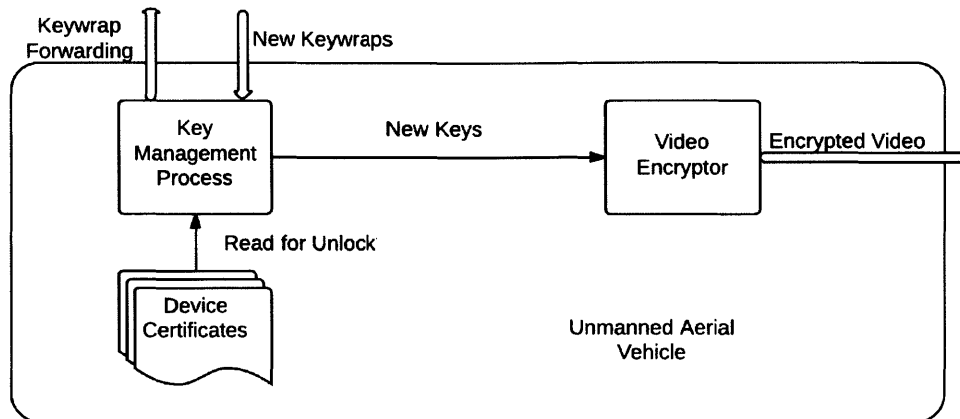 Keywrap
Forwarding
New Keywraps
Key
Management
Process
New Keys
Video
Encryptor
Encrypted Video
Read for Unlock
Device
Certificates
Unmanned Aerial
Vehicle